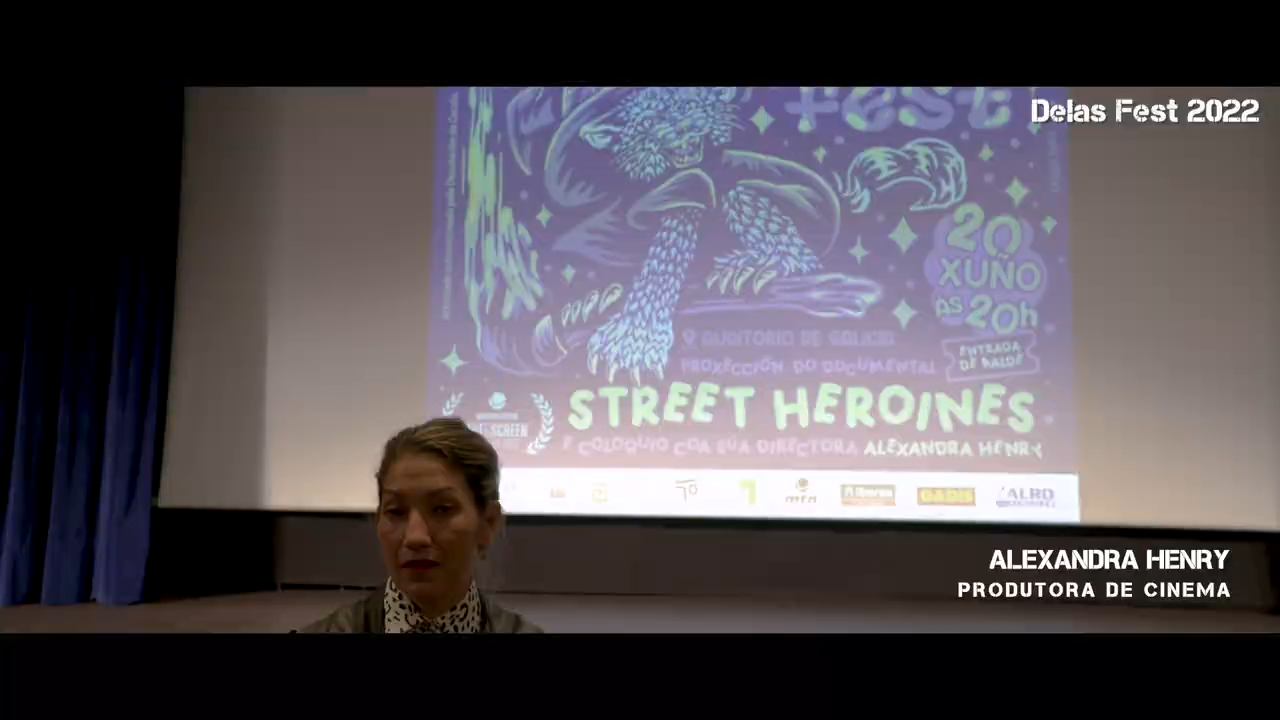 Delas Fest 2022
fest
20
XUÑO
ÁS 20h
AUDITORIO DE GALICIA
ENTRADA
DE BALDE
PROXECCIÓN DO DOCUMENTAL
STREET HEROINES
E COLOQUIO COA SÚA DIRECTORA ALEXANDRA HENRY
SCREEN
GADIS
ALEXANDRA HENRY
PRODUTORA DE CINEMA